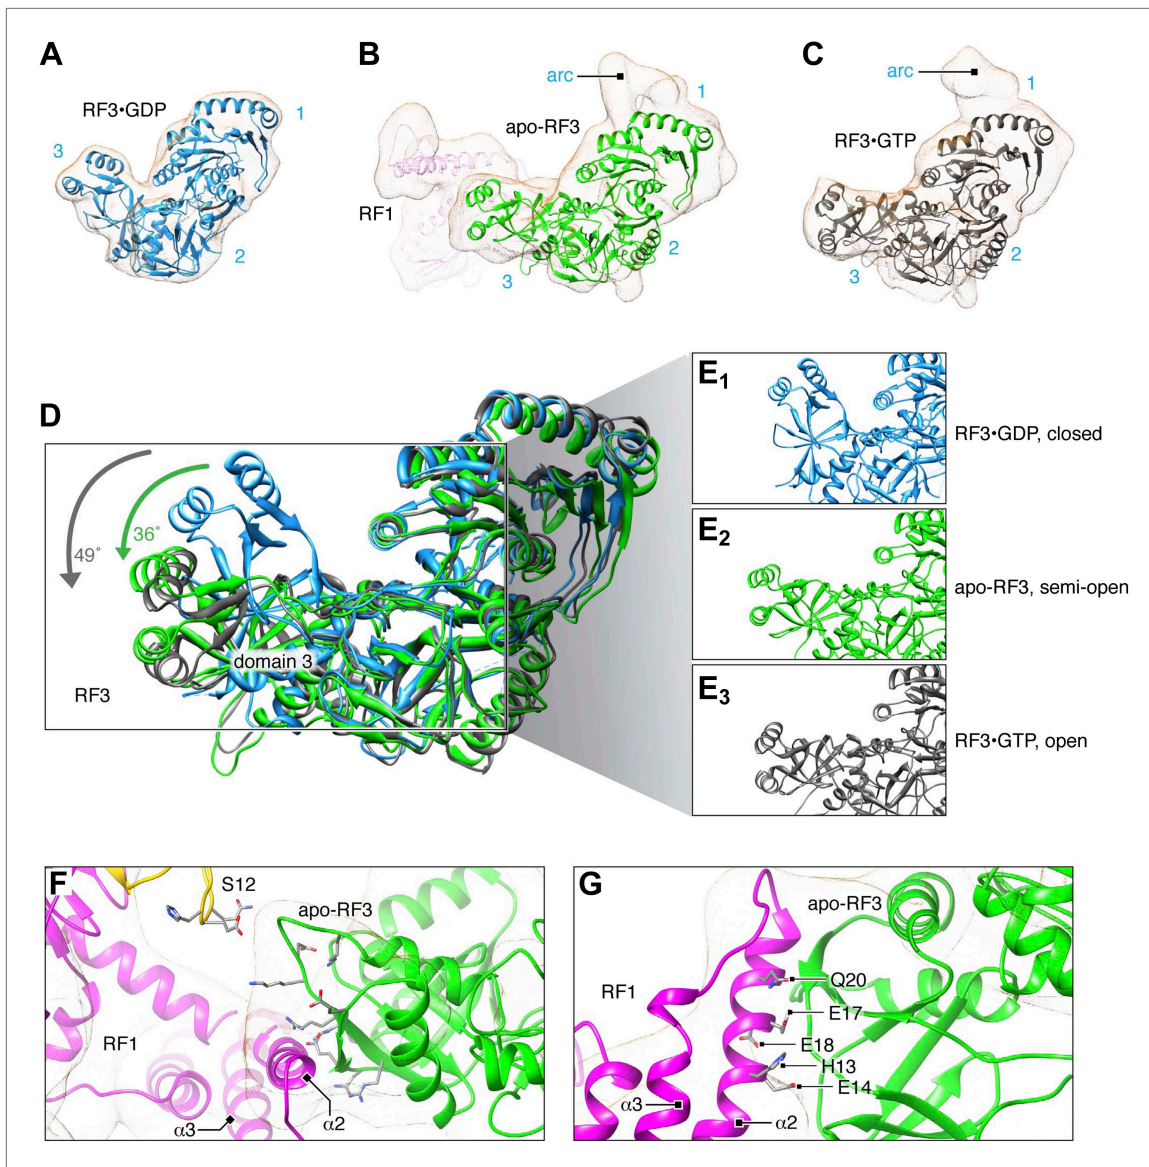 A
RF3•GDP
1
3
2
B
arc
1
apo-RF3
RF1
2
3
C
arc
1
RF3•GTP
2
3
D
49°
36°
domain 3
RF3
E1
RF3•GDP, closed
E2
apo-RF3, semi-open
E3
RF3•GTP, open
F
S12
apo-RF3
RF1
α3
α2
G
apo-RF3
RF1
Q20
E17
E18
H13
E14
α3
α2